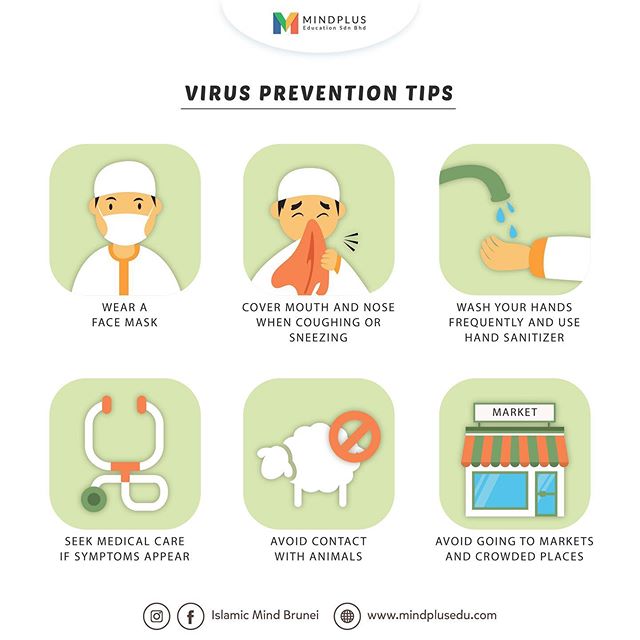 MINDPLUS
Education Sdn Bhd
VIRUS PREVENTION TIPS
WEAR A
FACE MASK
COVER MOUTH AND NOSE
WHEN COUGHING OR
SNEEZING
WASH YOUR HANDS
FREQUENTLY AND USE
HAND SANITIZER
SEEK MEDICAL CARE
IF SYMPTOMS APPEAR
AVOID CONTACT
WITH ANIMALS
MARKET
AVOID GOING TO MARKETS
AND CROWDED PLACES
Islamic Mind Brunei
www.mindplusedu.com